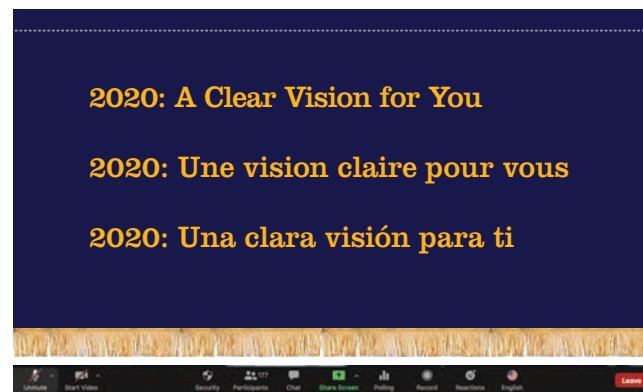 2020: A Clear Vision for You
2020: Une vision claire pour vous
2020: Una clara visión para ti
177
Unmute Start Video Security Participants Chat Share Screen Polling Record Reactions English Leave